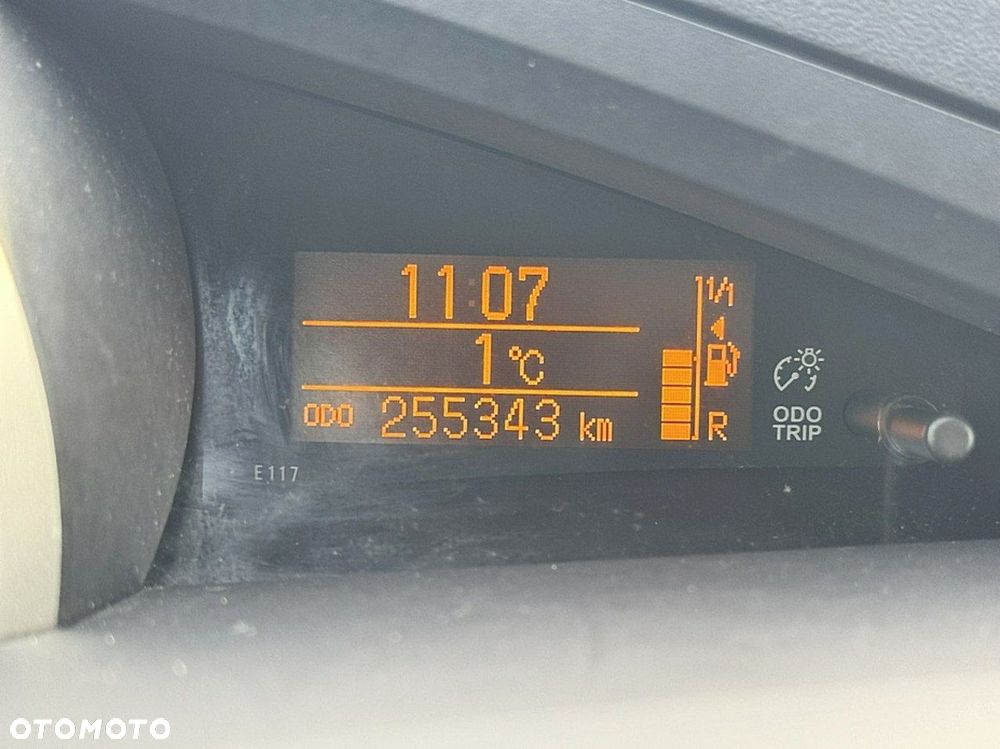 11:07
1/1
1 °C
ODO 255343 km
R
ODO
TRIP
E117
OTOMOTO